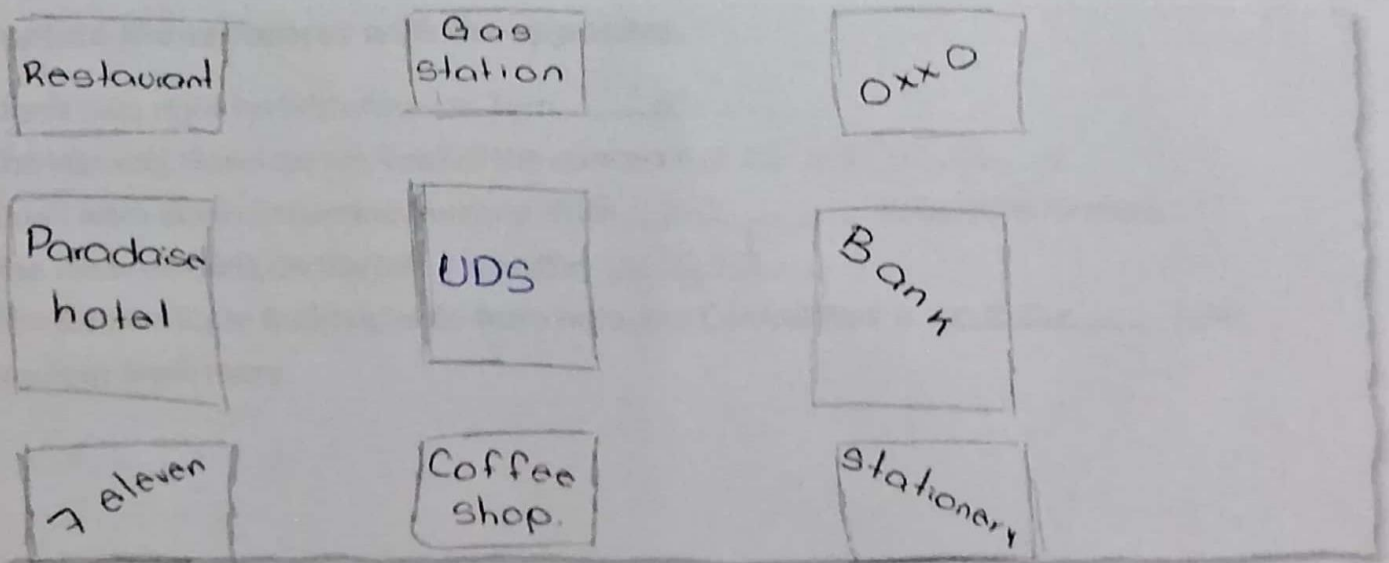 Restaurant
Gas
Station
Oxxo
Paradaise
hotel
UDS
Bank
7 eleven
Coffee
shop.
Stationery